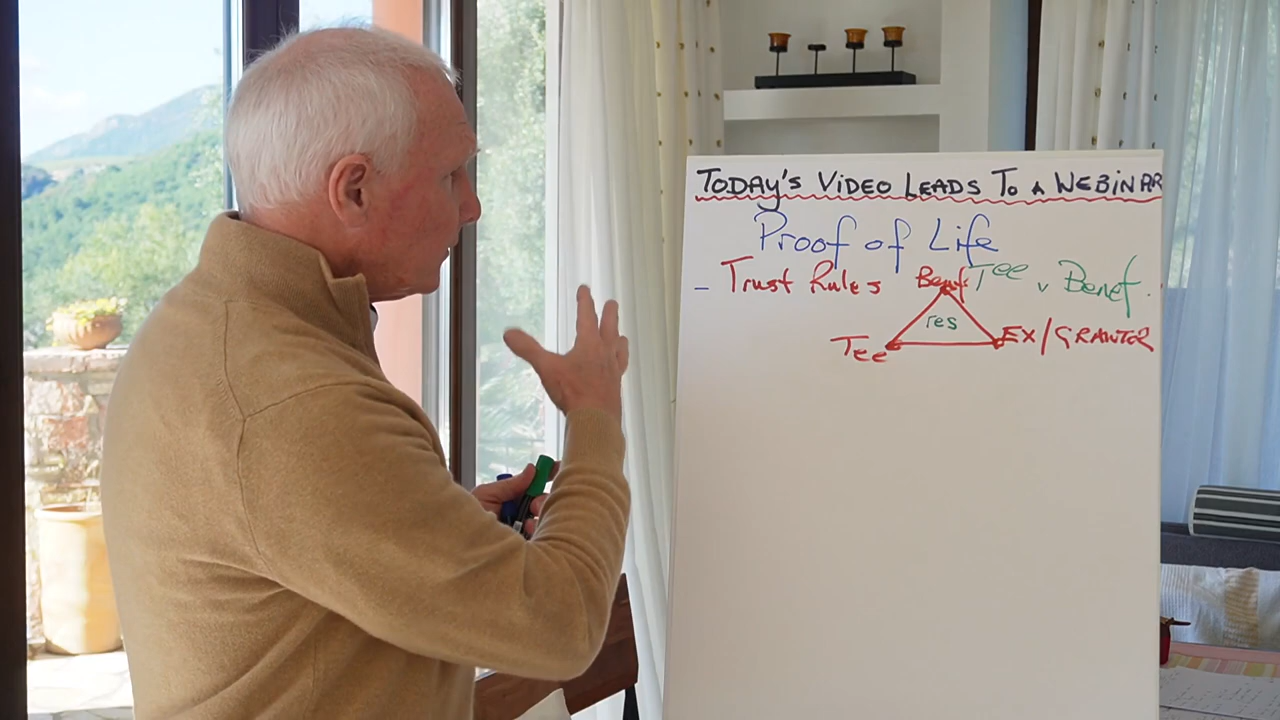 TODAY'S VIDEO LEADS TO A WEBINAR
Proof of Life
- Trust Rules Benef Tee v Benef.
res
Tee EX/GRANTOR